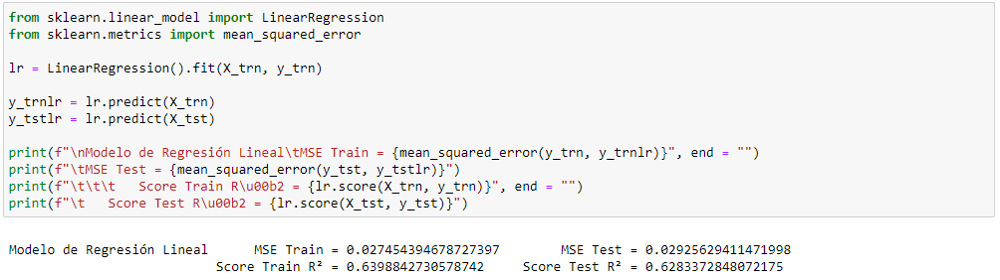 from sklearn.linear_model import LinearRegression
from sklearn.metrics import mean_squared_error
lr = LinearRegression().fit(X_trn, y_trn)
y_trnlr = lr.predict(X_trn)
y_tstlr = lr.predict(X_tst)
print(f"\nModelo de Regresión Lineal\tMSE Train = {mean_squared_error(y_trn, y_trnlr)}", end = "")
print(f"\tMSE Test = {mean_squared_error(y_tst, y_tstlr)}")
print(f"\t\t\t   Score Train R\u00b2 = {lr.score(X_trn, y_trn)}", end = "")
print(f"\t   Score Test R\u00b2 = {lr.score(X_tst, y_tst)}")
Modelo de Regresión Lineal      MSE Train = 0.027454394678727397        MSE Test = 0.02925629411471998
Score Train R² = 0.6398842730578742     Score Test R² = 0.6283372848072175